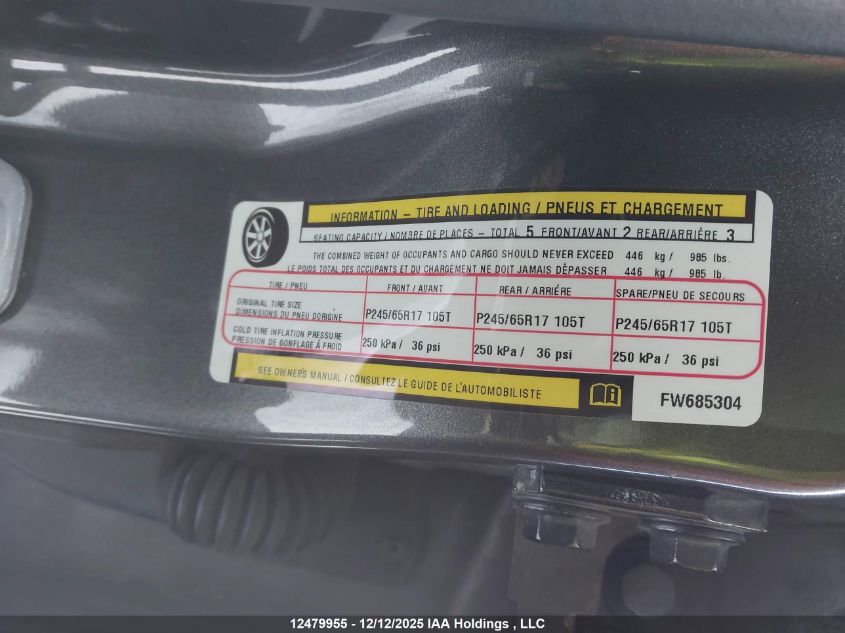 INFORMATION – TIRE AND LOADING / PNEUS ET CHARGEMENT
SEATING CAPACITY / NOMBRE DE PLACES – TOTAL 5 FRONT/AVANT 2 REAR/ARRIÉRE 3
THE COMBINED WEIGHT OF OCCUPANTS AND CARGO SHOULD NEVER EXCEED 446 kg / 985 lbs.
LE POIDS TOTAL DES OCCUPANTS ET DU CHARGEMENT NE DOIT JAMAIS DÉPASSER 446 kg / 985 lb.
TIRE / PNEU FRONT / AVANT REAR / ARRIÉRE SPARE/PNEU DE SECOURS
ORIGINAL TIRE SIZE
DIMENSIONS DU PNEU DORIGINE P245/65R17 105T P245/65R17 105T P245/65R17 105T
COLD TIRE INFLATION PRESSURE
PRESSION DE GONFLAGE À FROID 250 kPa / 36 psi 250 kPa / 36 psi 250 kPa / 36 psi
SEE OWNERS MANUAL / CONSULTEZ LE GUIDE DE L'AUTOMOBILISTE
FW685304
12479955 - 12/12/2025 IAA Holdings , LLC